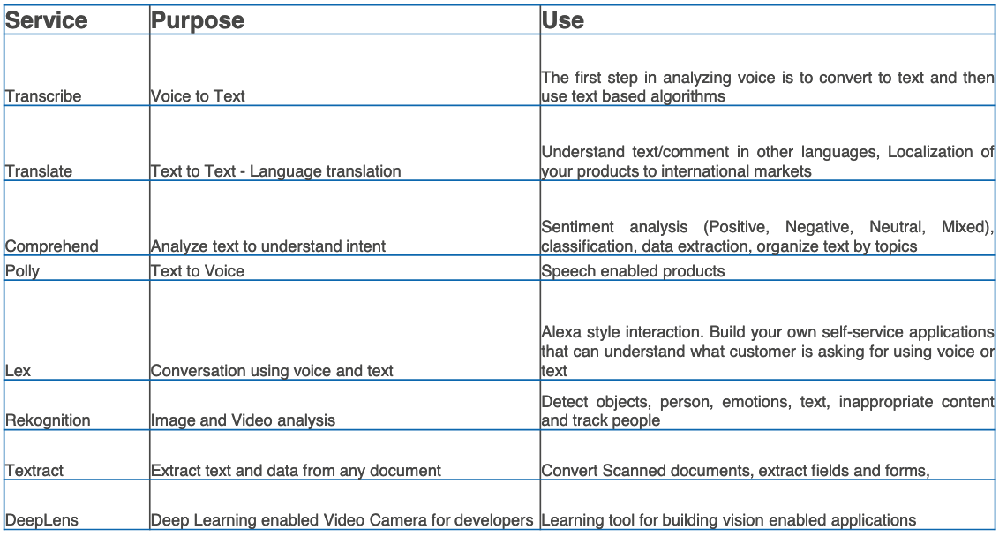 Service Purpose Use
The first step in analyzing voice is to convert to text and then
Transcribe Voice to Text use text based algorithms
Understand text/comment in other languages, Localization of
Translate Text to Text - Language translation your products to international markets
Sentiment analysis (Positive, Negative, Neutral, Mixed),
Comprehend Analyze text to understand intent classification, data extraction, organize text by topics
Polly Text to Voice Speech enabled products
Alexa style interaction. Build your own self-service applications
that can understand what customer is asking for using voice or
Lex Conversation using voice and text text
Detect objects, person, emotions, text, inappropriate content
Rekognition Image and Video analysis and track people
Textract Extract text and data from any document Convert Scanned documents, extract fields and forms,
DeepLens Deep Learning enabled Video Camera for developers Learning tool for building vision enabled applications